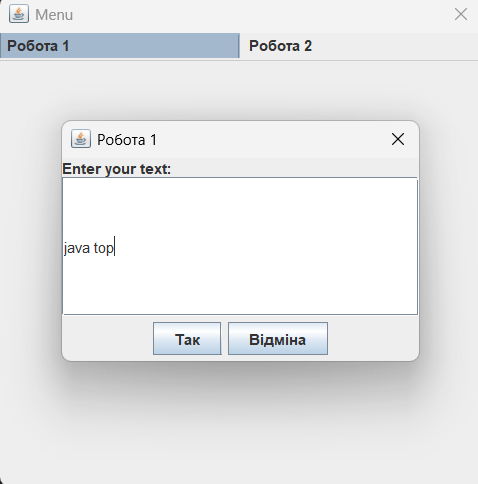 Menu
Робота 1 Робота 2
Робота 1
Enter your text:
java top
Так Відміна